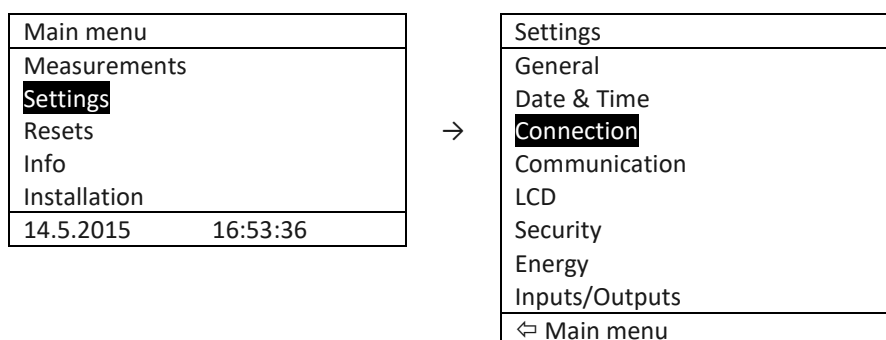 Main menu
Measurements
Settings
Resets
Info
Installation
14.5.2015 16:53:36
→
Settings
General
Date & Time
Connection
Communication
LCD
Security
Energy
Inputs/Outputs
⇦ Main menu